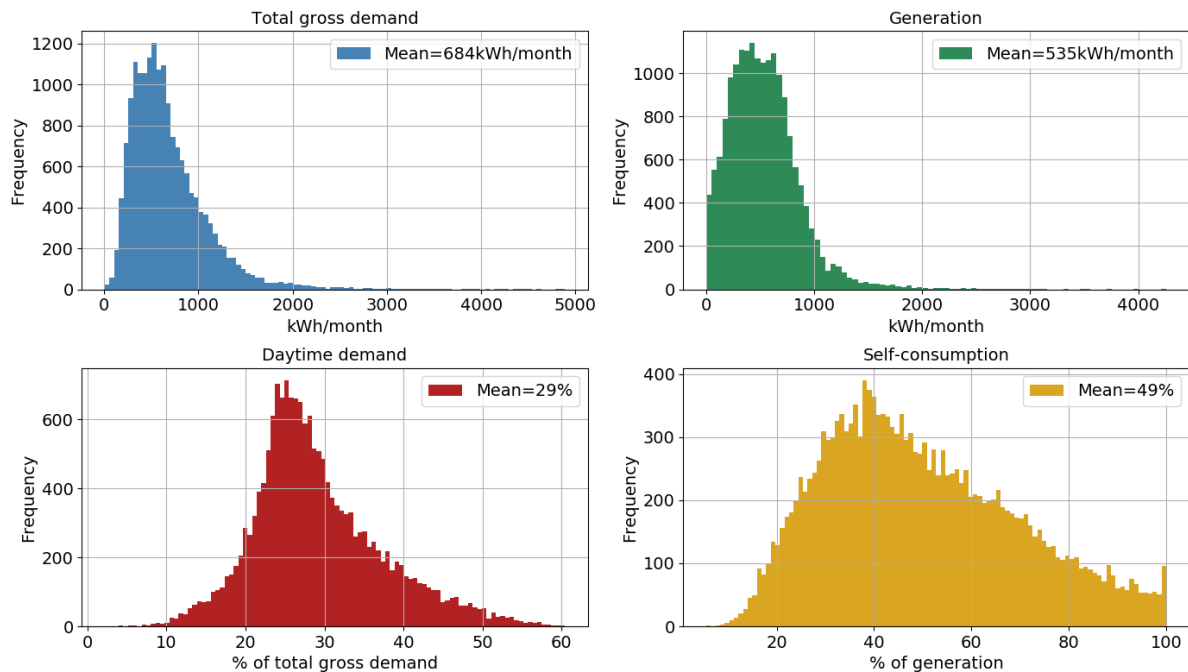 Total gross demand
Mean=684kWh/month
Frequency
1200
1000
800
600
400
200
0
0 1000 2000 3000 4000 5000
kWh/month
Generation
Mean=535kWh/month
Frequency
1000
800
600
400
200
0
0 1000 2000 3000 4000
kWh/month
Daytime demand
Mean=29%
Frequency
600
400
200
0
0 10 20 30 40 50 60
% of total gross demand
Self-consumption
Mean=49%
Frequency
400
300
200
100
0
20 40 60 80 100
% of generation